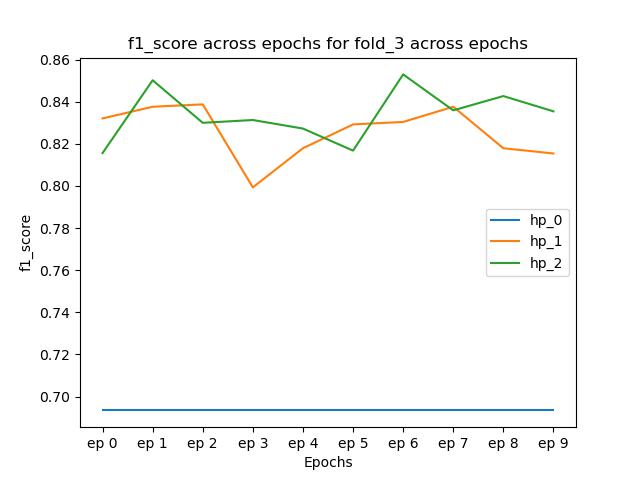 f1_score across epochs for fold_3 across epochs
0.86
0.84
0.82
0.80
0.78
0.76
0.74
0.72
0.70
f1_score
hp_0
hp_1
hp_2
ep 0 ep 1 ep 2 ep 3 ep 4 ep 5 ep 6 ep 7 ep 8 ep 9
Epochs